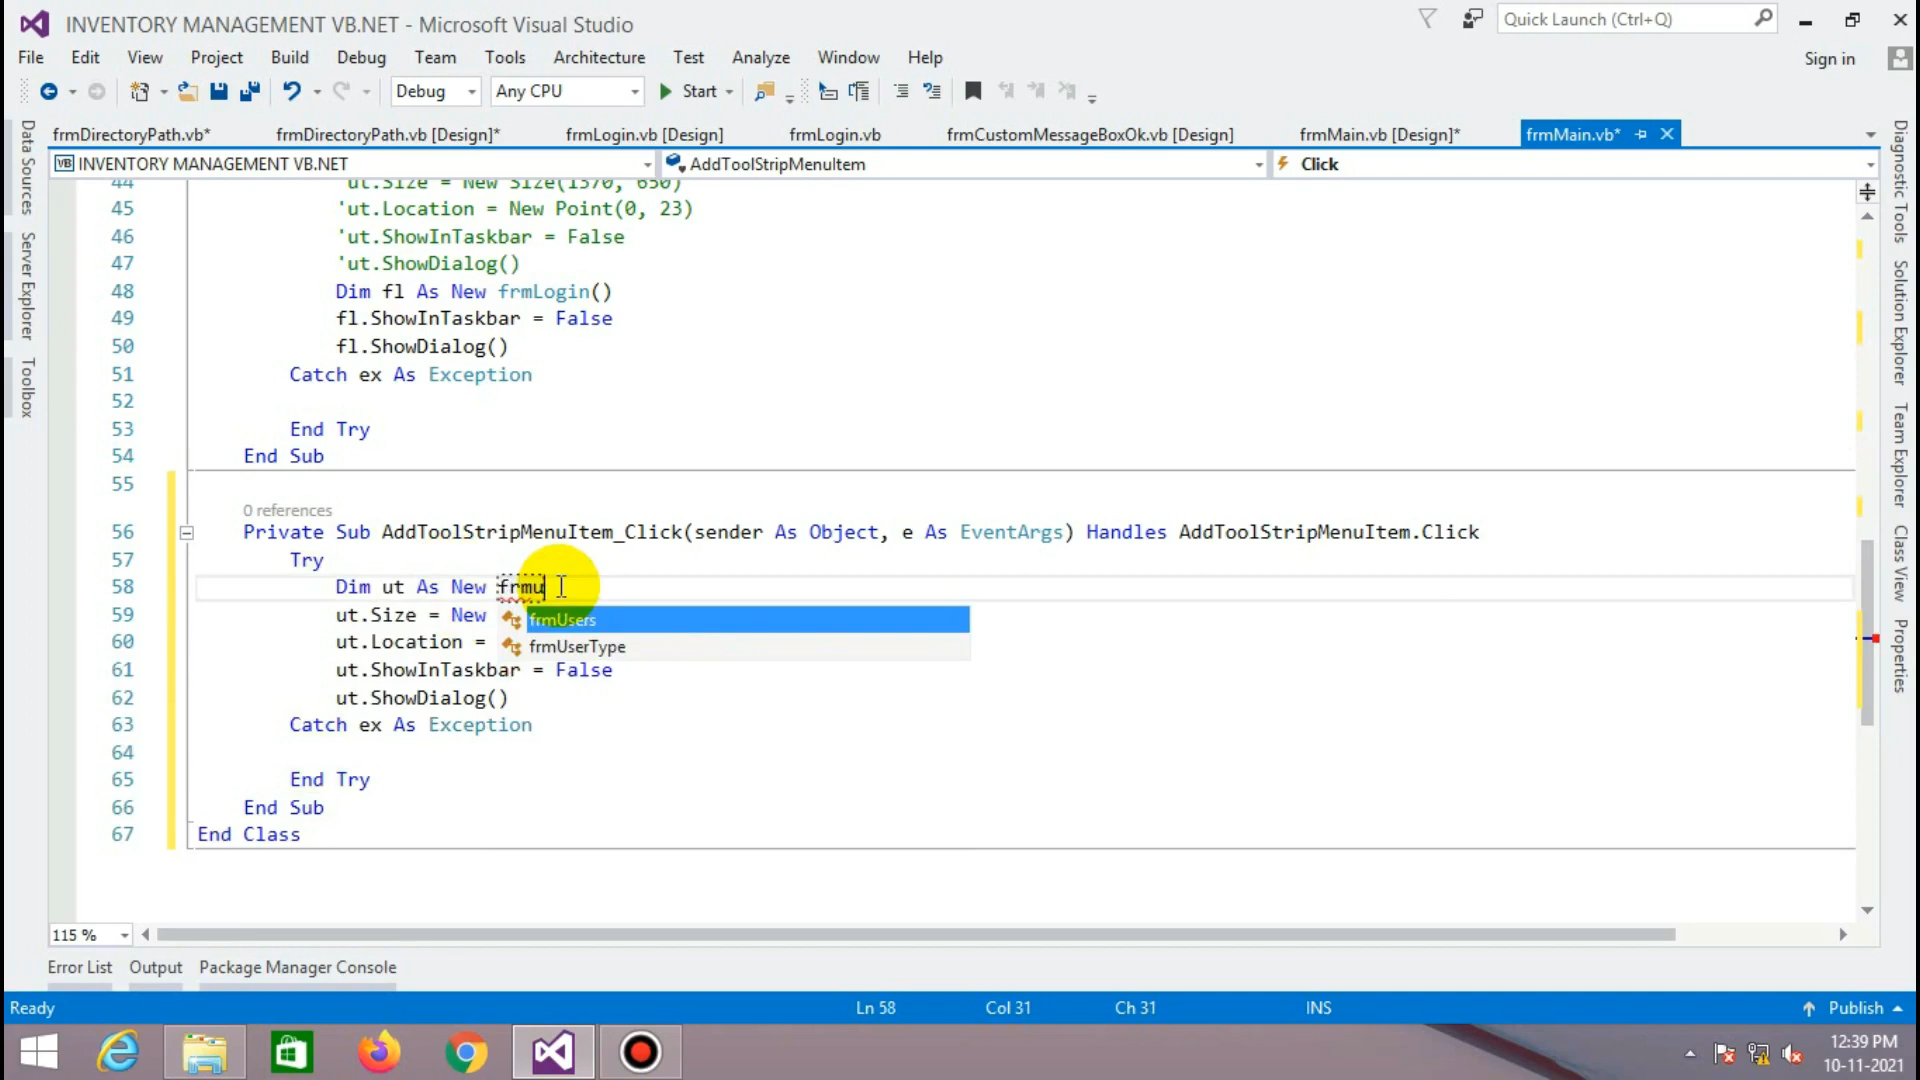 INVENTORY MANAGEMENT VB.NET - Microsoft Visual Studio
Quick Launch (Ctrl+Q)
File Edit View Project Build Debug Team Tools Architecture Test Analyze Window Help
Sign in
Debug Any CPU Start
frmDirectoryPath.vb* frmDirectoryPath.vb [Design]* frmLogin.vb [Design] frmLogin.vb frmCustomMessageBoxOk.vb [Design] frmMain.vb [Design]* frmMain.vb*
VB INVENTORY MANAGEMENT VB.NET AddToolStripMenuItem Click
Data Sources
Server Explorer
Toolbox
44 'ut.Size = New Size(1370, 650)
45 'ut.Location = New Point(0, 23)
46 'ut.ShowInTaskbar = False
47 'ut.ShowDialog()
48 Dim fl As New frmLogin()
49 fl.ShowInTaskbar = False
50 fl.ShowDialog()
51 Catch ex As Exception
52
53 End Try
54 End Sub
55
0 references
56 Private Sub AddToolStripMenuItem_Click(sender As Object, e As EventArgs) Handles AddToolStripMenuItem.Click
57 Try
58 Dim ut As New frmu
59 ut.Size = New
frmUsers
60 ut.Location =
frmUserType
61 ut.ShowInTaskbar = False
62 ut.ShowDialog()
63 Catch ex As Exception
64
65 End Try
66 End Sub
67 End Class
Diagnostic Tools
Solution Explorer
Team Explorer
Class View
Properties
115 %
Error List Output Package Manager Console
Ready Ln 58 Col 31 Ch 31 INS Publish
12:39 PM
10-11-2021